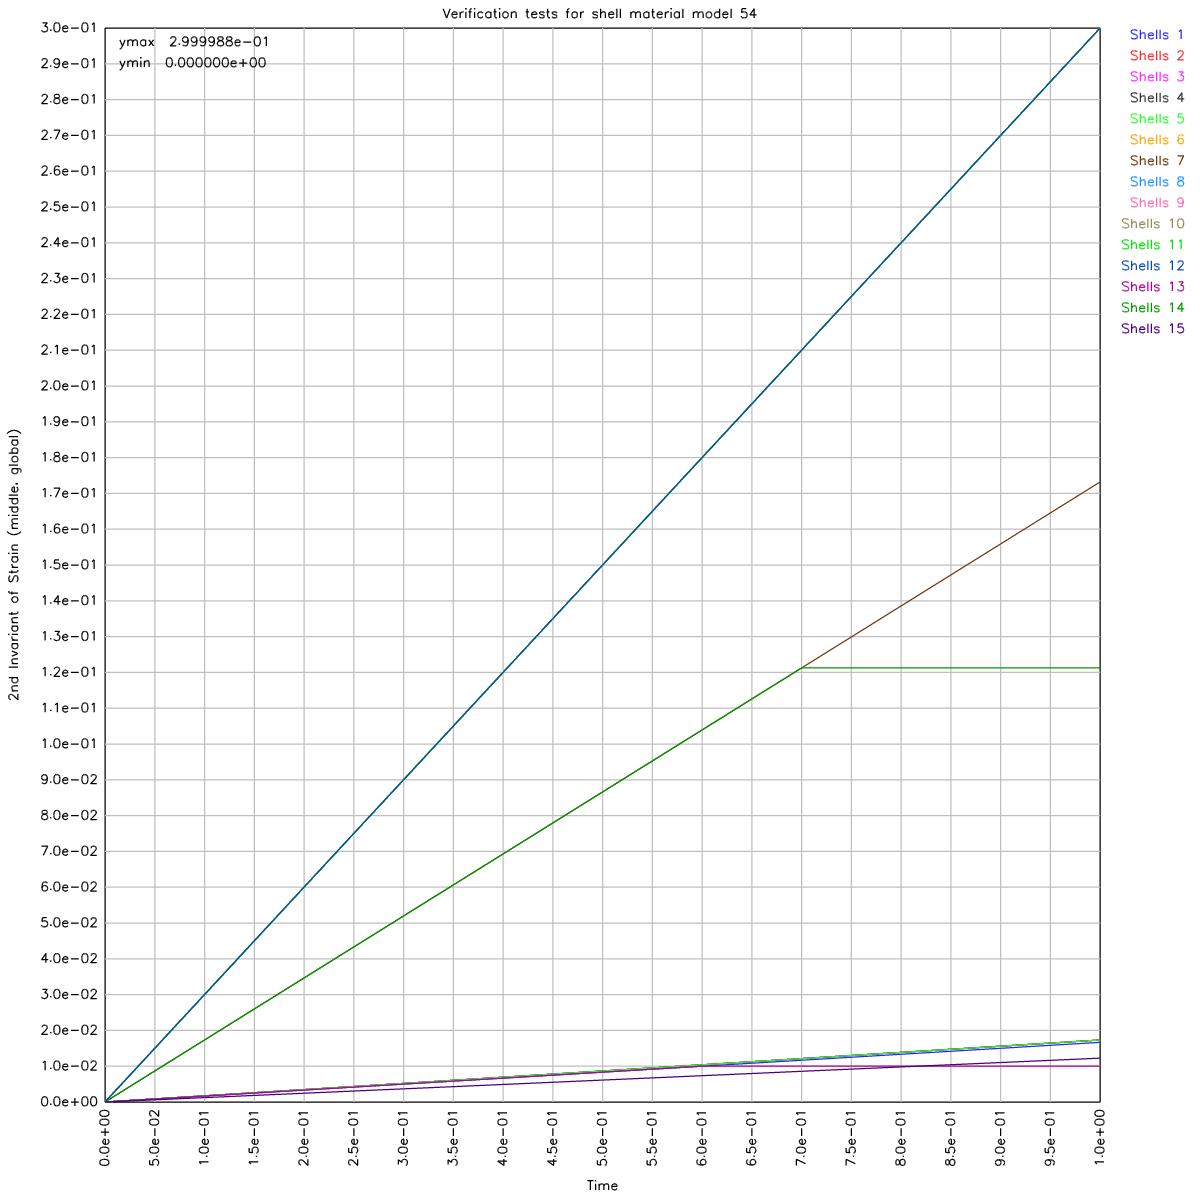 Verification tests for shell material model 54
ymax 2.999988e-01
ymin 0.000000e+00
3.0e-01
2.9e-01
2.8e-01
2.7e-01
2.6e-01
2.5e-01
2.4e-01
2.3e-01
2.2e-01
2.1e-01
2.0e-01
1.9e-01
1.8e-01
1.7e-01
1.6e-01
1.5e-01
1.4e-01
1.3e-01
1.2e-01
1.1e-01
1.0e-01
9.0e-02
8.0e-02
7.0e-02
6.0e-02
5.0e-02
4.0e-02
3.0e-02
2.0e-02
1.0e-02
0.0e+00
2nd Invariant of Strain (middle, global)
0.0e+00
5.0e-02
1.0e-01
1.5e-01
2.0e-01
2.5e-01
3.0e-01
3.5e-01
4.0e-01
4.5e-01
5.0e-01
5.5e-01
6.0e-01
6.5e-01
7.0e-01
7.5e-01
8.0e-01
8.5e-01
9.0e-01
9.5e-01
1.0e+00
Time
Shells 1
Shells 2
Shells 3
Shells 4
Shells 5
Shells 6
Shells 7
Shells 8
Shells 9
Shells 10
Shells 11
Shells 12
Shells 13
Shells 14
Shells 15